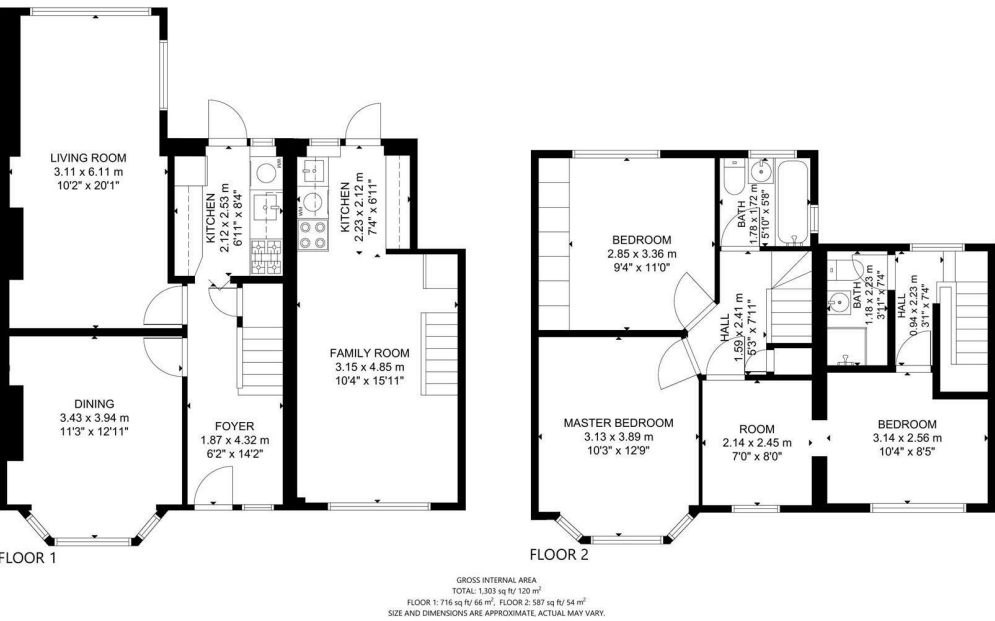 LIVING ROOM
3.11 x 6.11 m
10'2" x 20'1"
KITCHEN
2.12 x 2.53 m
6'11" x 8'4"
WM
KITCHEN
2.23 x 2.12 m
7'4" x 6'11"
WM
DINING
3.43 x 3.94 m
11'3" x 12'11"
FOYER
1.87 x 4.32 m
6'2" x 14'2"
FAMILY ROOM
3.15 x 4.85 m
10'4" x 15'11"
FLOOR 1
BEDROOM
2.85 x 3.36 m
9'4" x 11'0"
BATH
1.78 x 1.72 m
5'10" x 5'8"
HALL
1.59 x 2.41 m
5'3" x 7'11"
BATH
1.18 x 2.23 m
3'11" x 7'4"
HALL
0.94 x 2.23 m
3'1" x 7'4"
MASTER BEDROOM
3.13 x 3.89 m
10'3" x 12'9"
ROOM
2.14 x 2.45 m
7'0" x 8'0"
BEDROOM
3.14 x 2.56 m
10'4" x 8'5"
FLOOR 2
GROSS INTERNAL AREA
TOTAL: 1,303 sq ft/ 120 m²
FLOOR 1: 716 sq ft/ 66 m², FLOOR 2: 587 sq ft/ 54 m²
SIZE AND DIMENSIONS ARE APPROXIMATE, ACTUAL MAY VARY.